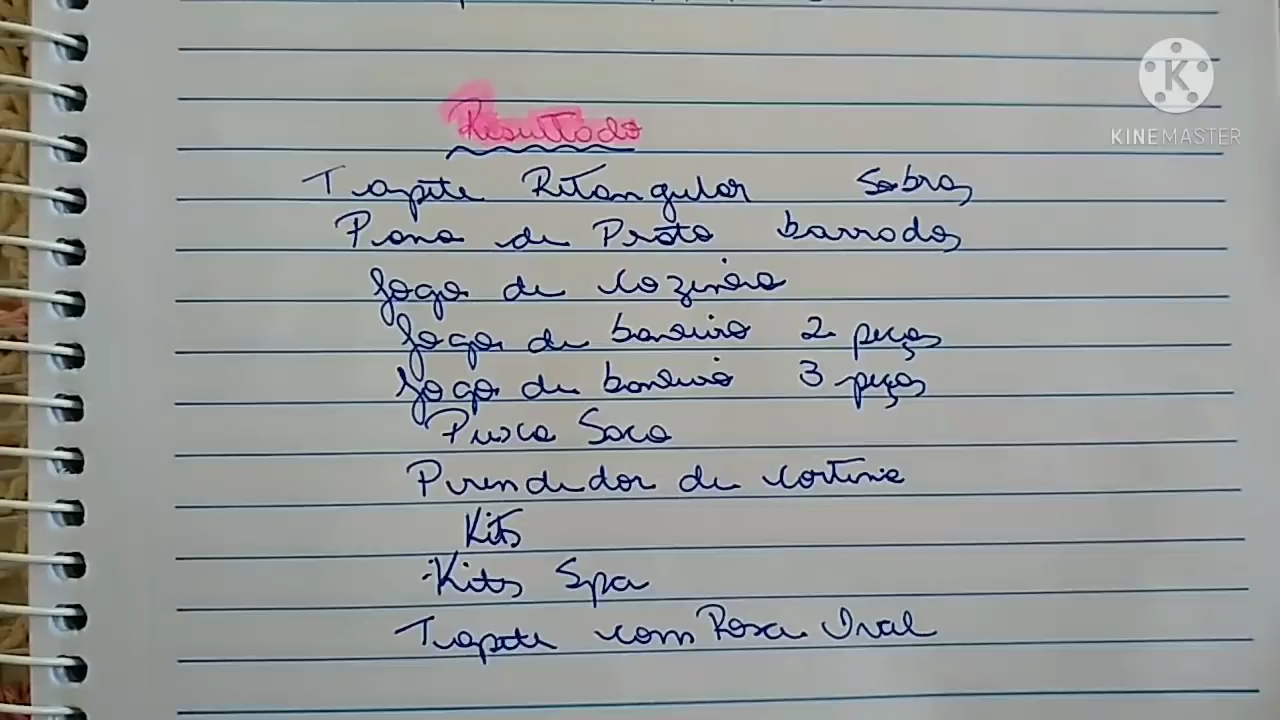 Resultado
Tapete Retangular Sobras
Pano de Prato barrados
Jogo de cozinha
Jogo de banheiro 2 peças
Jogo de banheiro 3 peças
Puxa Saco
Prendedor de cortina
Kits
Kits Spa
Tapete com Rosa Oval
KINEMASTER